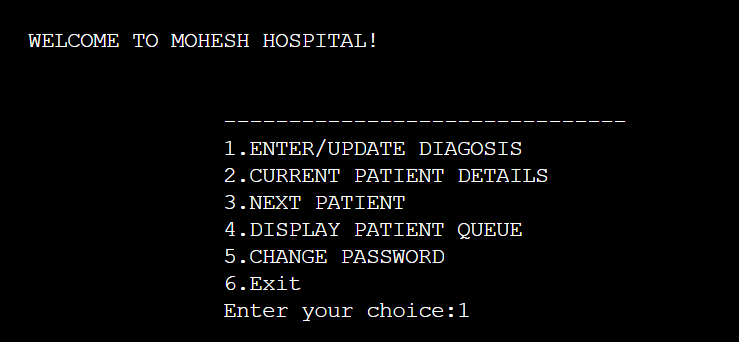 WELCOME TO MOHESH HOSPITAL!
-------------------------------
1.ENTER/UPDATE DIAGOSIS
2.CURRENT PATIENT DETAILS
3.NEXT PATIENT
4.DISPLAY PATIENT QUEUE
5.CHANGE PASSWORD
6.Exit
Enter your choice:1